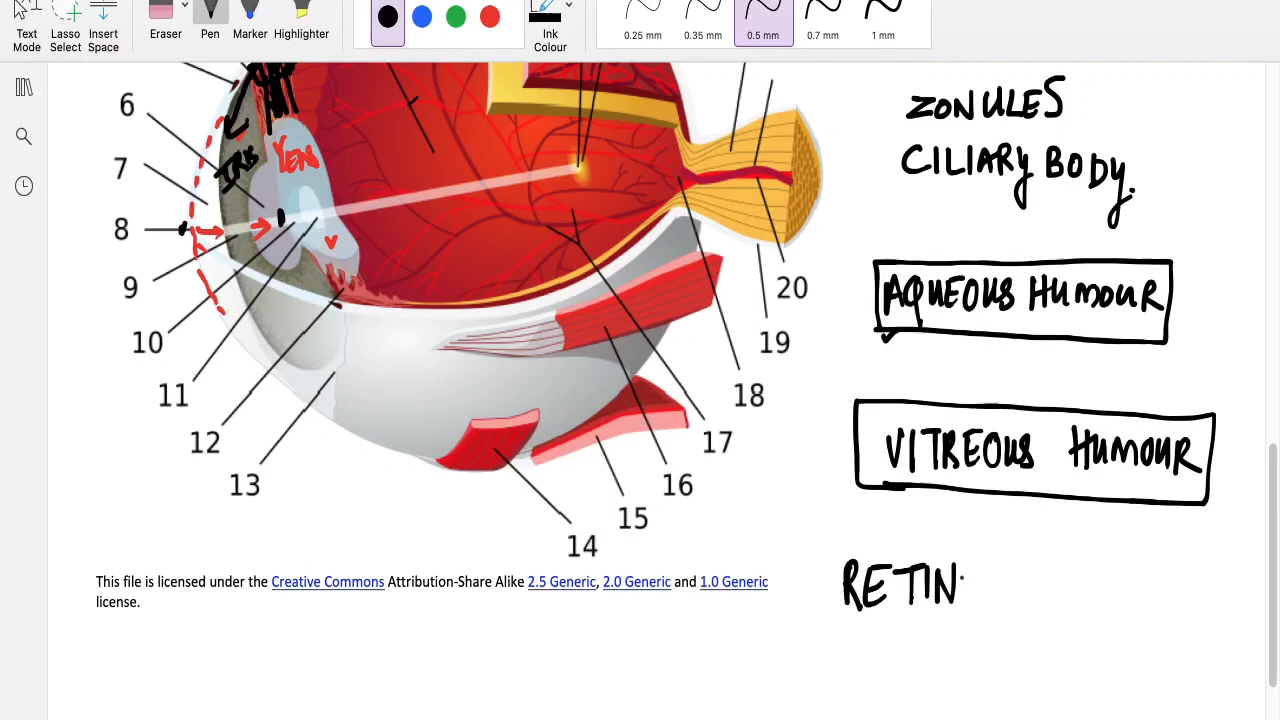 Text Mode
Lasso Select
Insert Space
Eraser
Pen
Marker
Highlighter
Ink Colour
0.25 mm
0.35 mm
0.5 mm
0.7 mm
1 mm
6
7
8
9
10
11
12
13
14
15
16
17
18
19
20
IRIS
LENS
ZONULES
CILIARY BODY.
AQUEOUS HUMOUR
VITREOUS HUMOUR
RETIN
This file is licensed under the Creative Commons Attribution-Share Alike 2.5 Generic, 2.0 Generic and 1.0 Generic
license.